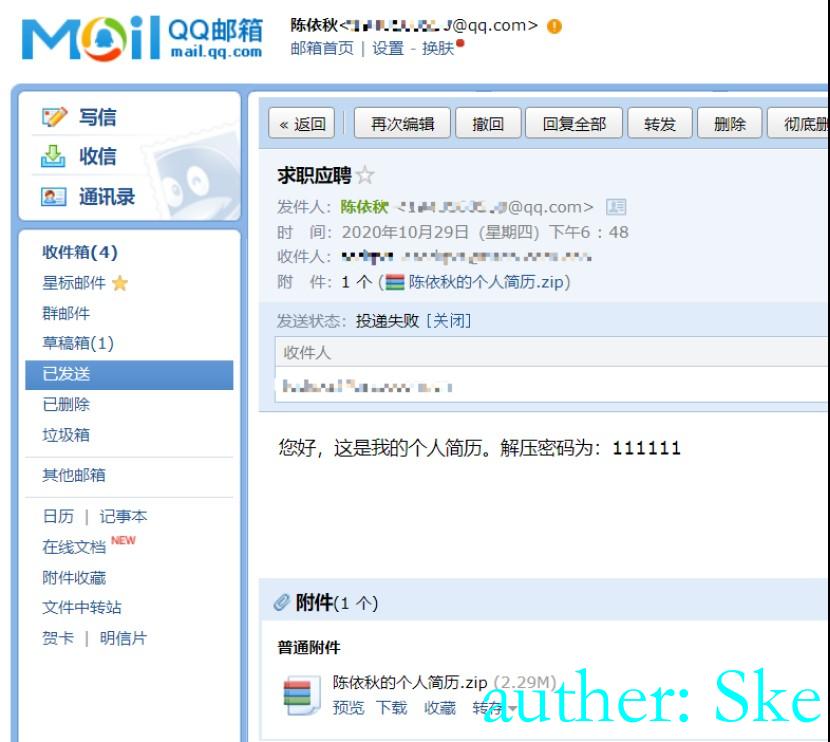 Mail QQ邮箱
mail.qq.com
陈依秋<
@qq.com>
邮箱首页 | 设置 - 换肤
写信
收信
通讯录
收件箱(4)
星标邮件
群邮件
草稿箱(1)
已发送
已删除
垃圾箱
其他邮箱
日历 | 记事本
在线文档 NEW
附件收藏
文件中转站
贺卡 | 明信片
« 返回 再次编辑 撤回 回复全部 转发 删除 彻底删
求职应聘
发件人：陈依秋 <
@qq.com>
时 间：2020年10月29日（星期四）下午6：48
收件人：
附 件：1 个 (陈依秋的个人简历.zip)
发送状态：投递失败 [关闭]
收件人
您好，这是我的个人简历。解压密码为：111111
附件(1 个)
普通附件
陈依秋的个人简历.zip (2.29M)
预览 下载 收藏 转存
auther: Ske